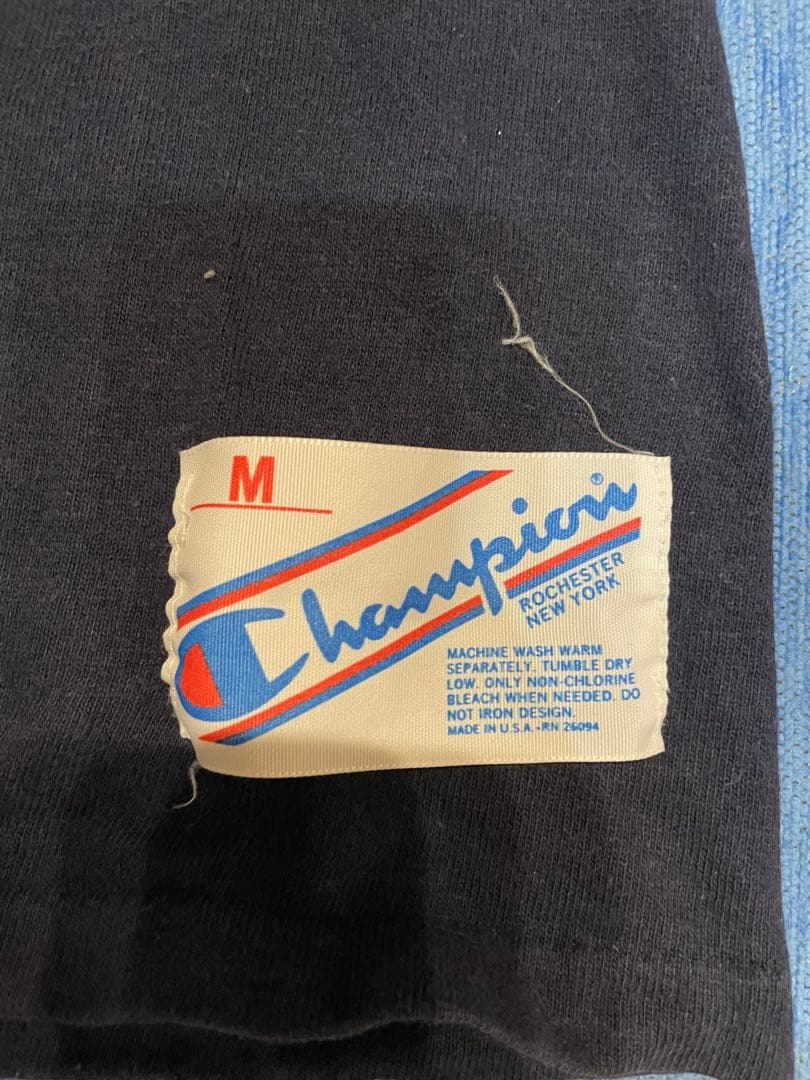 M
Champion®
ROCHESTER
NEW YORK
MACHINE WASH WARM
SEPARATELY. TUMBLE DRY
LOW. ONLY NON-CHLORINE
BLEACH WHEN NEEDED. DO
NOT IRON DESIGN.
MADE IN U.S.A.-RN 26094